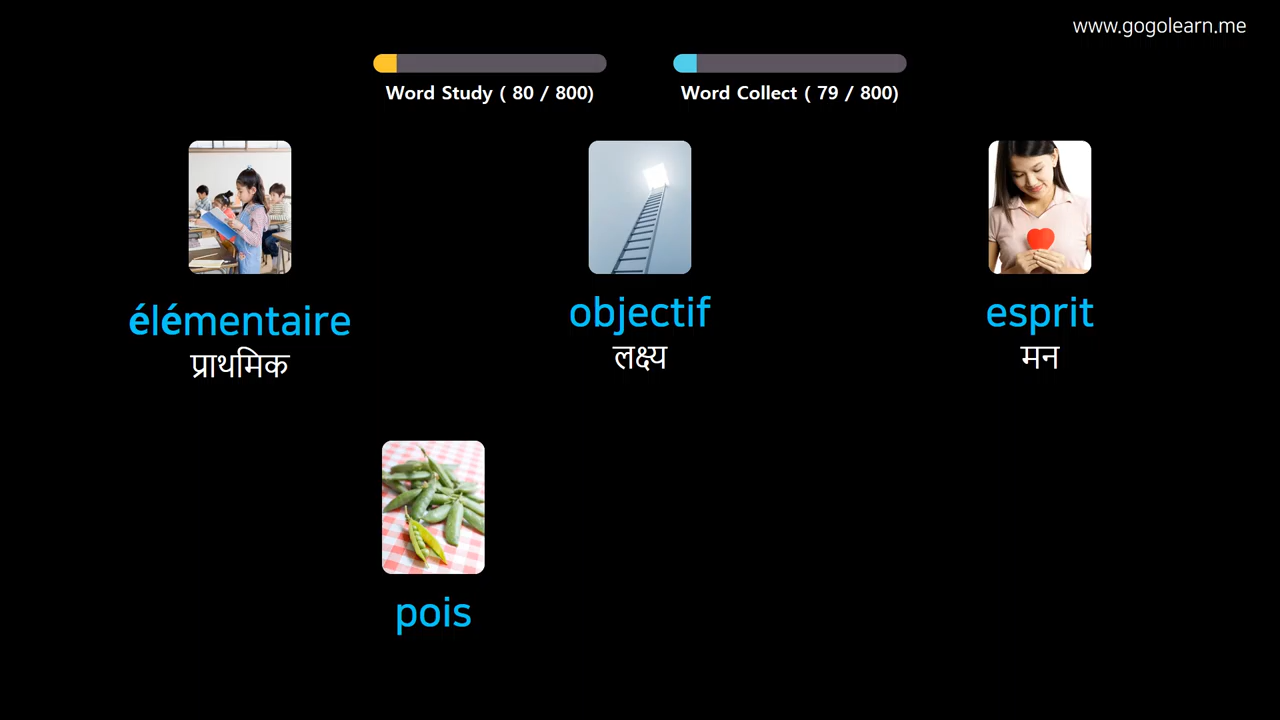 www.gogolearn.me
Word Study ( 80 / 800)
Word Collect ( 79 / 800)
élémentaire
प्राथमिक
objectif
लक्ष्य
esprit
मन
pois